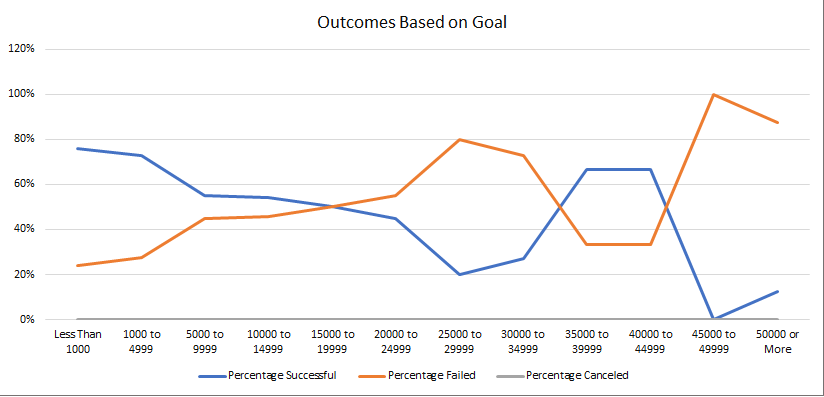 Outcomes Based on Goal
120%
100%
80%
60%
40%
20%
0%
Less Than 1000 to 5000 to 10000 to 15000 to 20000 to 25000 to 30000 to 35000 to 40000 to 45000 to 50000 or
1000 4999 9999 14999 19999 24999 29999 34999 39999 44999 49999 More
Percentage Successful Percentage Failed Percentage Canceled